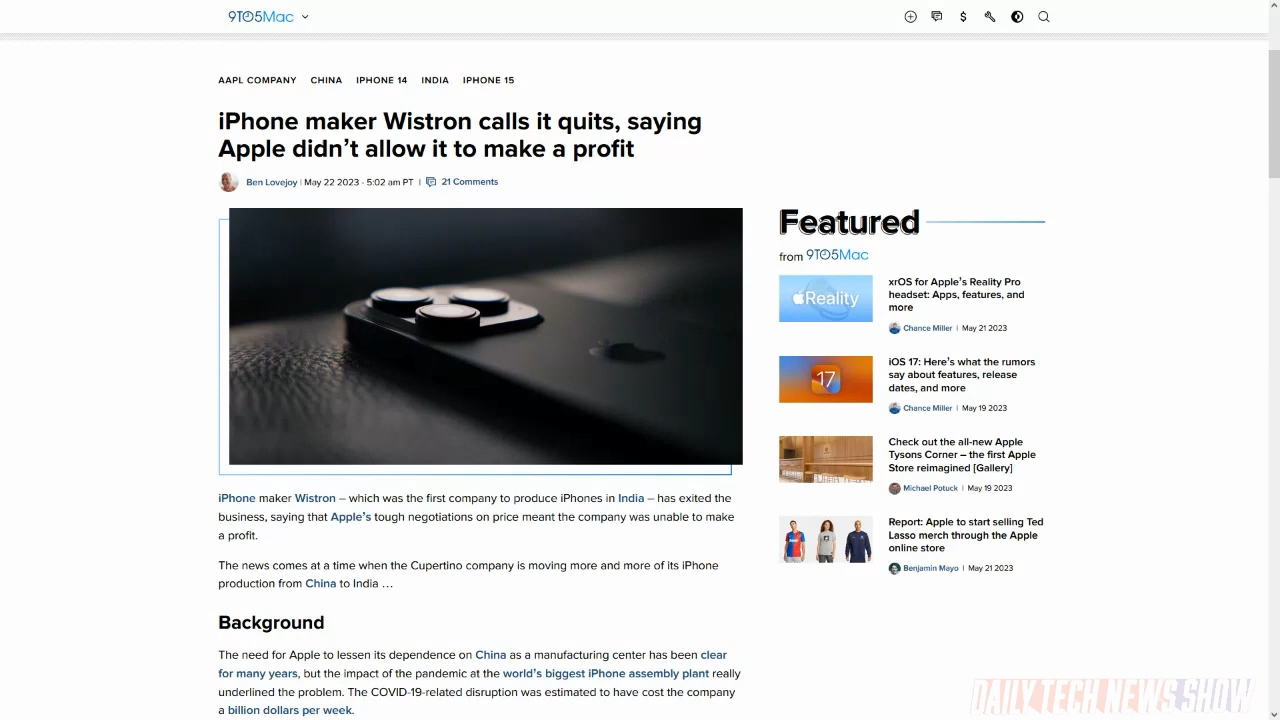 9TO5Mac
AAPL COMPANY CHINA IPHONE 14 INDIA IPHONE 15
iPhone maker Wistron calls it quits, saying
Apple didn't allow it to make a profit
Ben Lovejoy | May 22 2023 - 5:02 am PT | 21 Comments
iPhone maker Wistron – which was the first company to produce iPhones in India – has exited the
business, saying that Apple's tough negotiations on price meant the company was unable to make
a profit.
The news comes at a time when the Cupertino company is moving more and more of its iPhone
production from China to India …
Background
The need for Apple to lessen its dependence on China as a manufacturing center has been clear
for many years, but the impact of the pandemic at the world's biggest iPhone assembly plant really
underlined the problem. The COVID-19-related disruption was estimated to have cost the company
a billion dollars per week.
Featured
from 9TO5Mac
Reality
xrOS for Apple's Reality Pro
headset: Apps, features, and
more
Chance Miller | May 21 2023
17
iOS 17: Here's what the rumors
say about features, release
dates, and more
Chance Miller | May 19 2023
Check out the all-new Apple
Tysons Corner – the first Apple
Store reimagined [Gallery]
Michael Potuck | May 19 2023
Report: Apple to start selling Ted
Lasso merch through the Apple
online store
Benjamin Mayo | May 21 2023
DAILY TECH NEWS SHOW